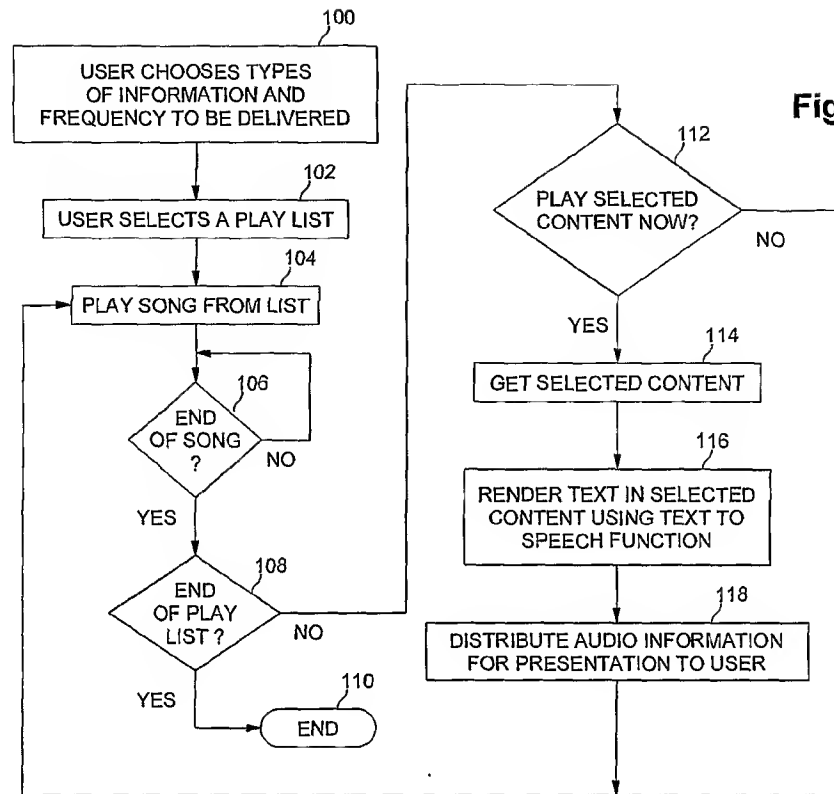 100
USER CHOOSES TYPES
OF INFORMATION AND
FREQUENCY TO BE DELIVERED
102
USER SELECTS A PLAY LIST
104
PLAY SONG FROM LIST
106
END
OF SONG
?
NO
YES
108
END
OF PLAY
LIST ?
NO
YES
110
END
Fig
112
PLAY SELECTED
CONTENT NOW?
NO
YES
114
GET SELECTED CONTENT
116
RENDER TEXT IN SELECTED
CONTENT USING TEXT TO
SPEECH FUNCTION
118
DISTRIBUTE AUDIO INFORMATION
FOR PRESENTATION TO USER